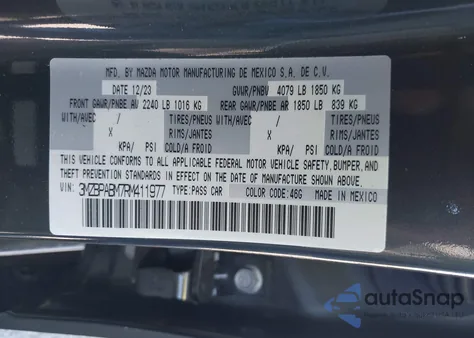 MFD. BY MAZDA MOTOR MANUFACTURING DE MEXICO S.A. DE C.V.
DATE 12/23 GVWR/PNBV 4079 LB 1850 KG
FRONT GAWR/PNBE AV 2240 LB 1016 KG REAR GAWR/PNBE AR 1850 LB 839 KG
WITH/AVEC / TIRES/PNEUS WITH/AVEC / TIRES/PNEUS
X RIMS/JANTES X RIMS/JANTES
KPA/ PSI COLD/A FROID KPA/ PSI COLD/A FROID
THIS VEHICLE CONFORMS TO ALL APPLICABLE FEDERAL MOTOR VEHICLE SAFETY, BUMPER, AND
THEFT PREVENTION STANDARDS IN EFFECT ON THE DATE OF MANUFACTURE SHOWN ABOVE.
VIN: 3MZBPABM7RM411977 TYPE: PASS CAR COLOR CODE: 46G MADE IN MEXICO
autoSnap